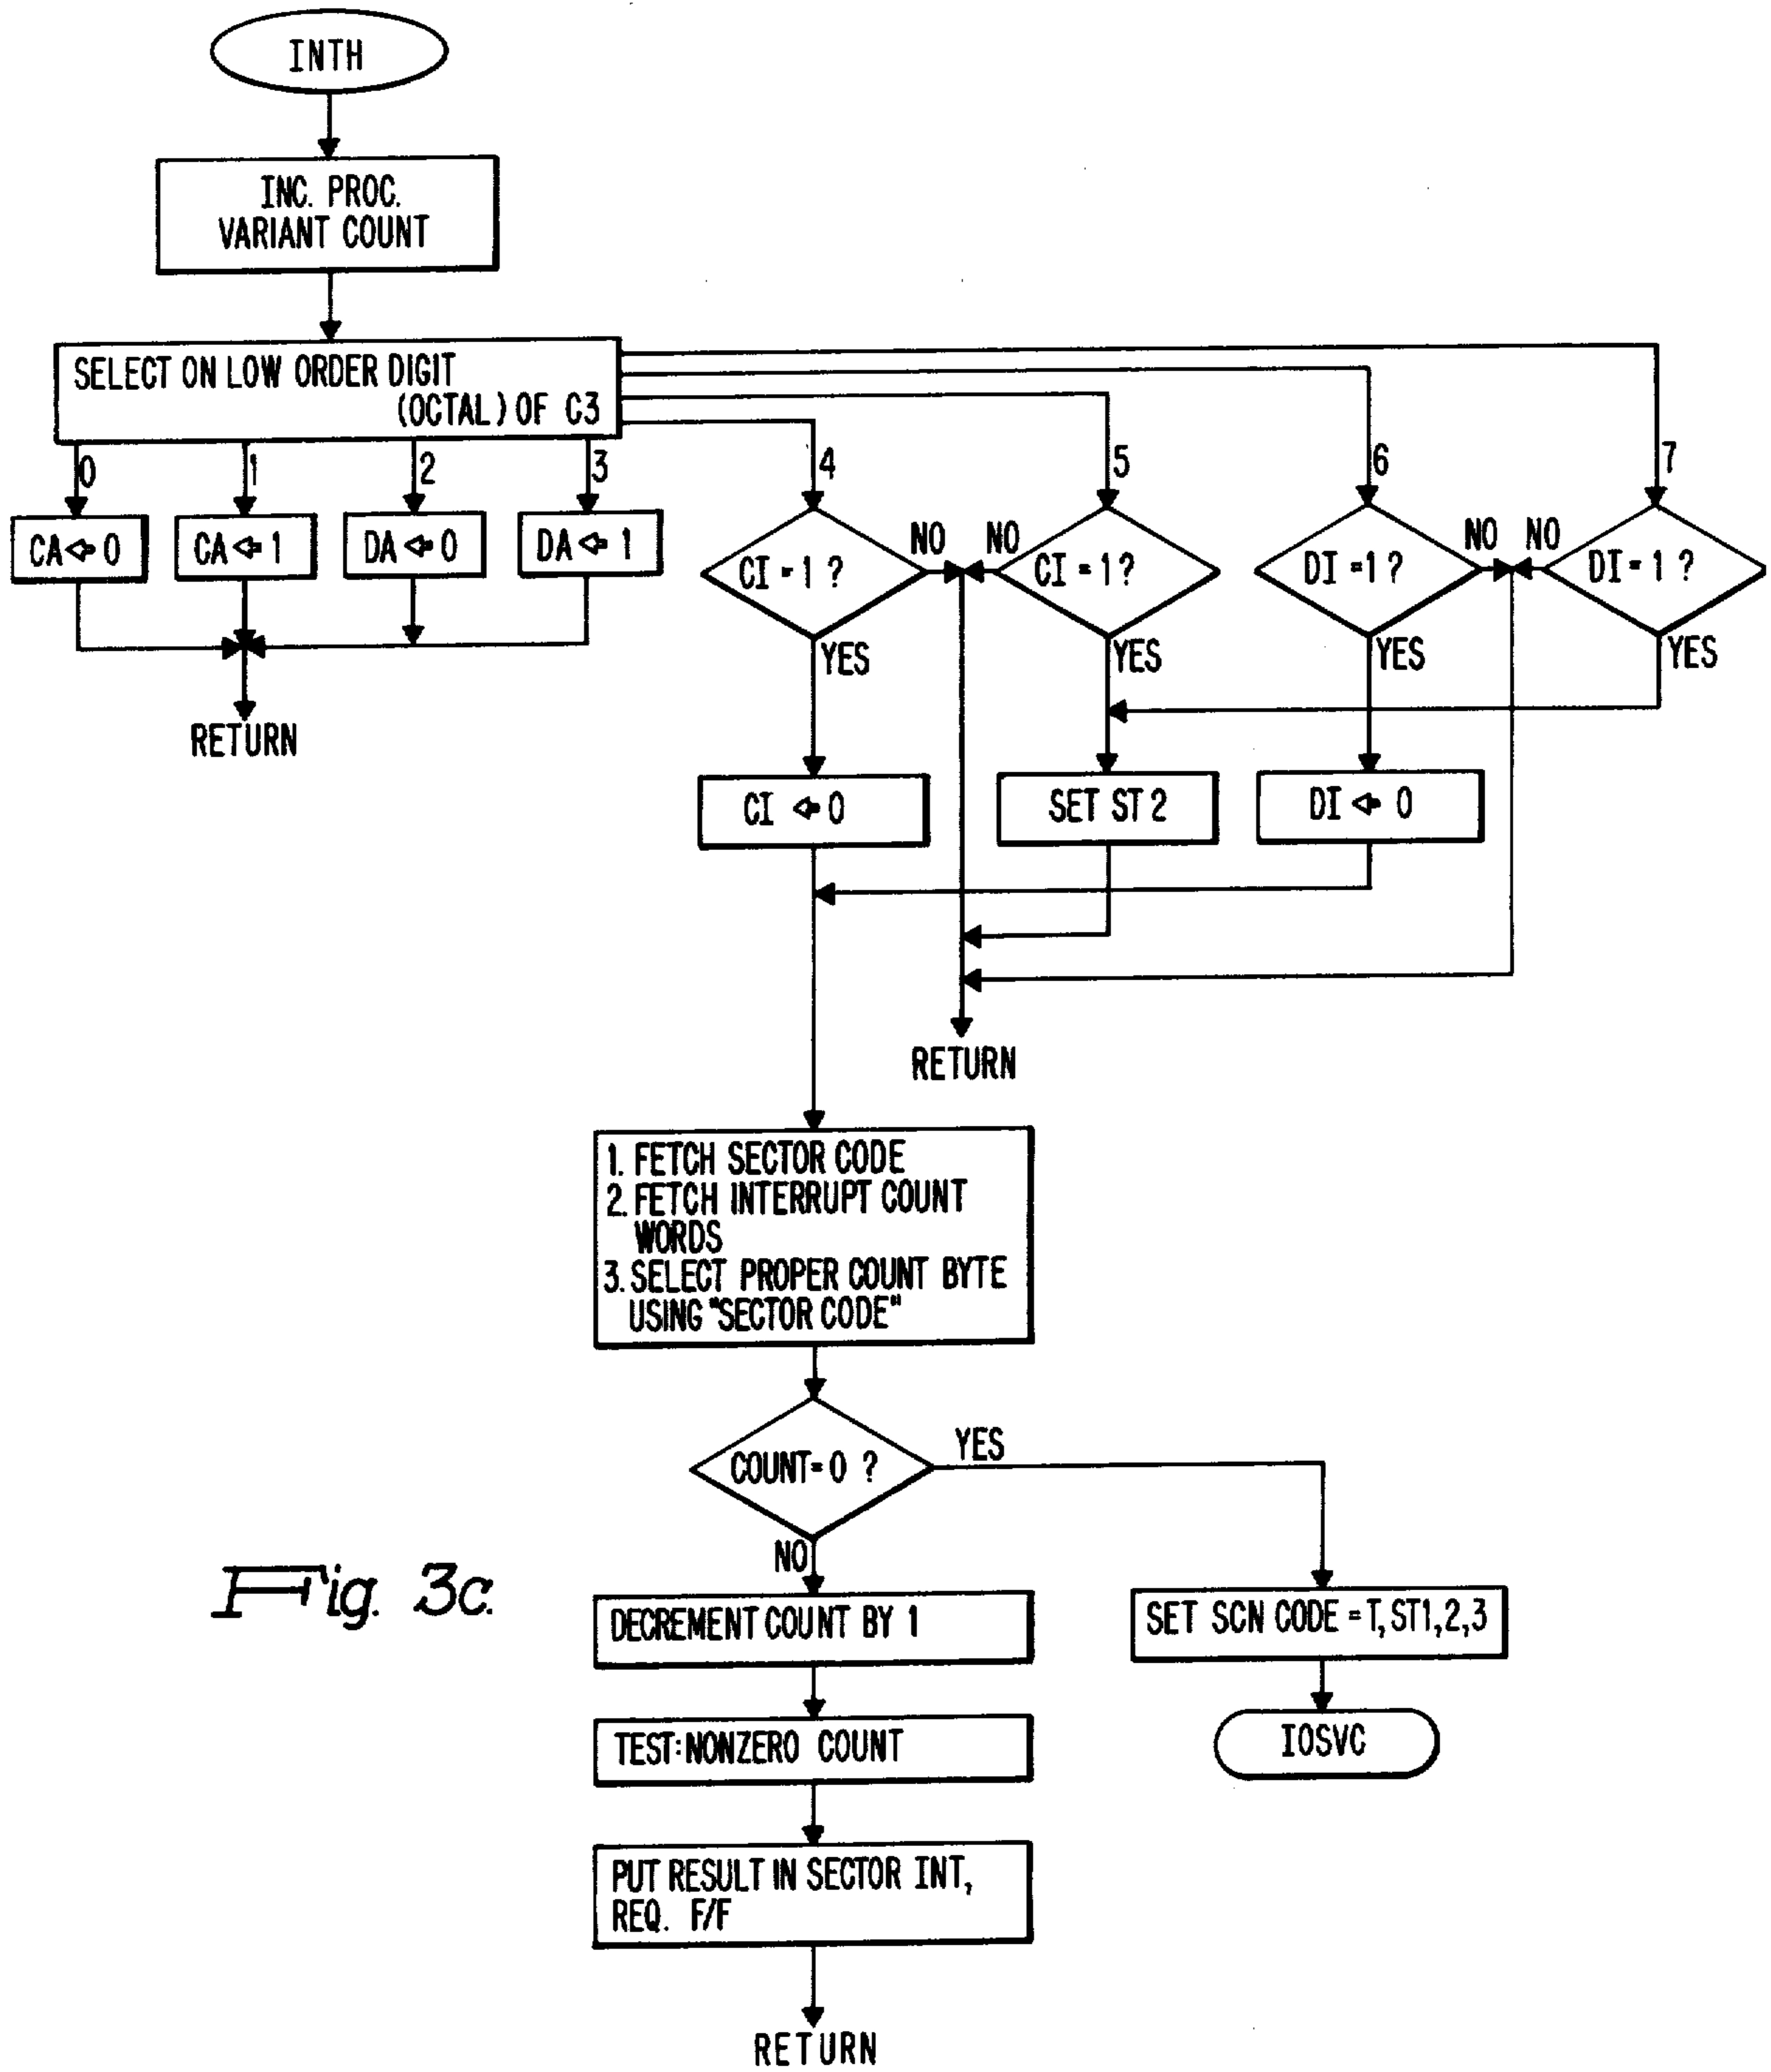 INTH
INC. PROC.
VARIANT COUNT
SELECT ON LOW ORDER DIGIT
(OCTAL) OF C3
0
1
2
3
4
5
6
7
CA ⇦ 0
CA ⇦ 1
DA ⇦ 0
DA ⇦ 1
CI = 1 ?
NO
NO
CI = 1 ?
DI = 1 ?
NO
NO
DI = 1 ?
YES
YES
YES
YES
RETURN
CI ⇦ 0
SET ST 2
DI ⇦ 0
RETURN
1. FETCH SECTOR CODE
2. FETCH INTERRUPT COUNT
WORDS
3. SELECT PROPER COUNT BYTE
USING "SECTOR CODE"
COUNT = 0 ?
YES
NO
Fig. 3c.
DECREMENT COUNT BY 1
SET SCN CODE = T, ST1, 2, 3
TEST: NONZERO COUNT
IOSVC
PUT RESULT IN SECTOR INT,
REQ. F/F
RETURN